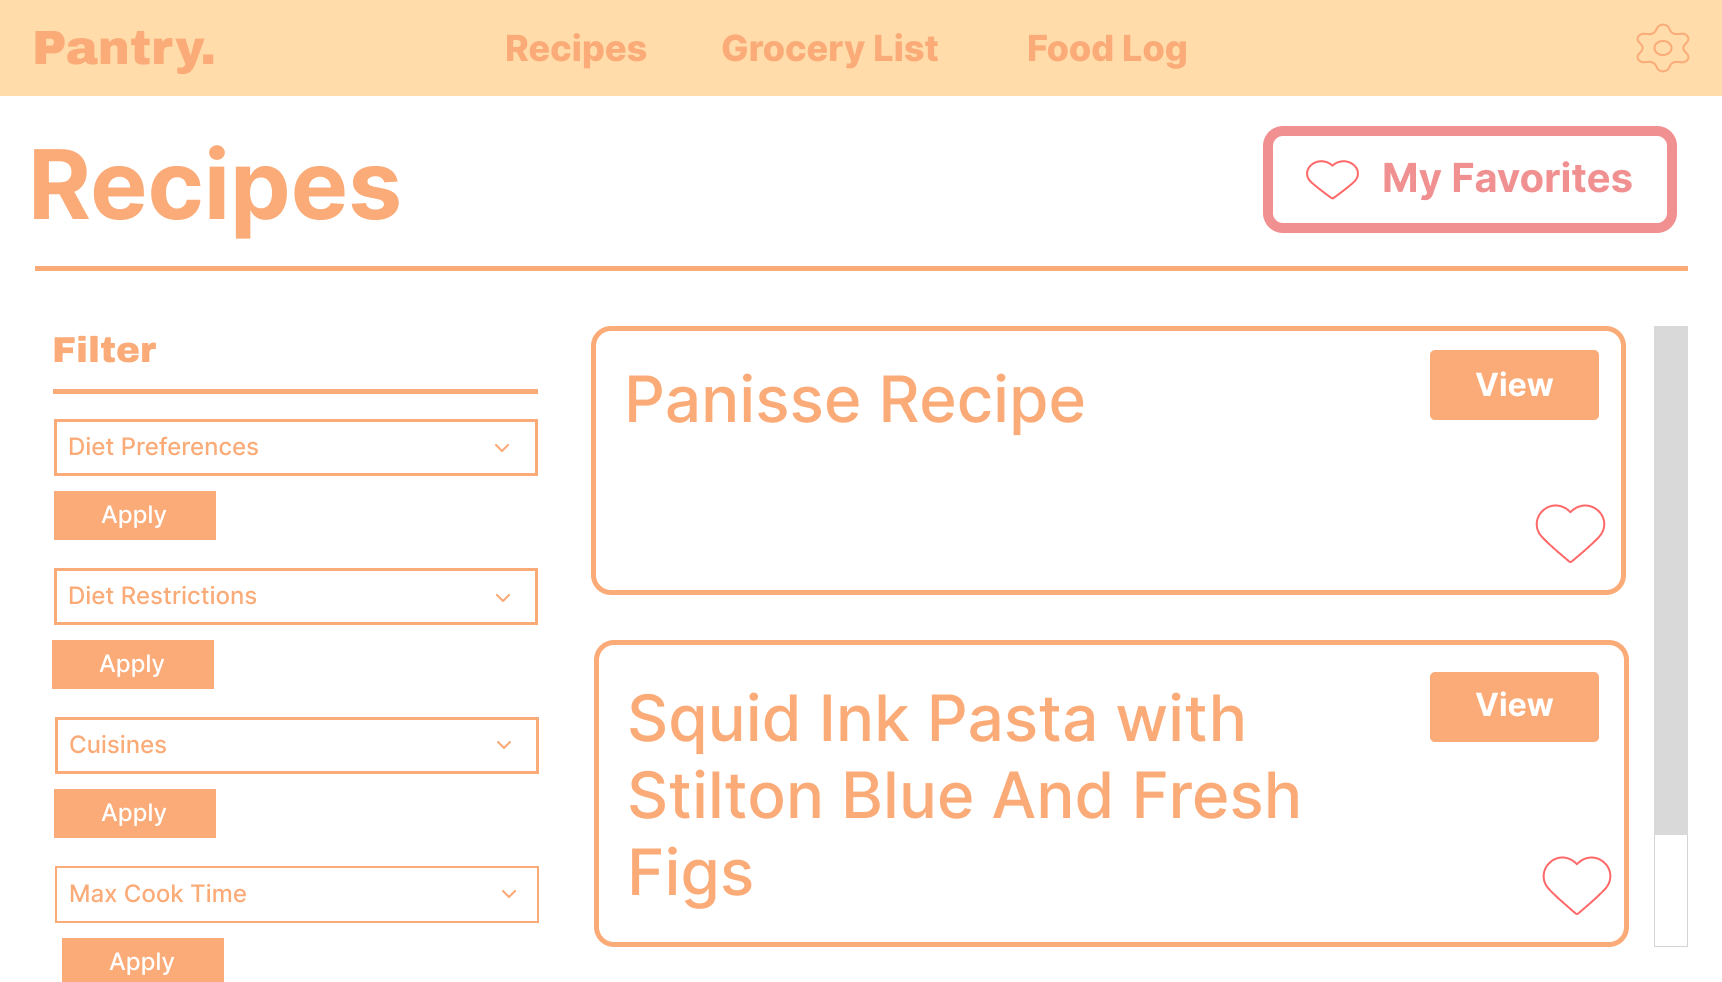 Pantry.
Recipes
Grocery List
Food Log
Recipes
My Favorites
Filter
Diet Preferences
Apply
Diet Restrictions
Apply
Cuisines
Apply
Max Cook Time
Apply
Panisse Recipe
View
Squid Ink Pasta with
Stilton Blue And Fresh
Figs
View